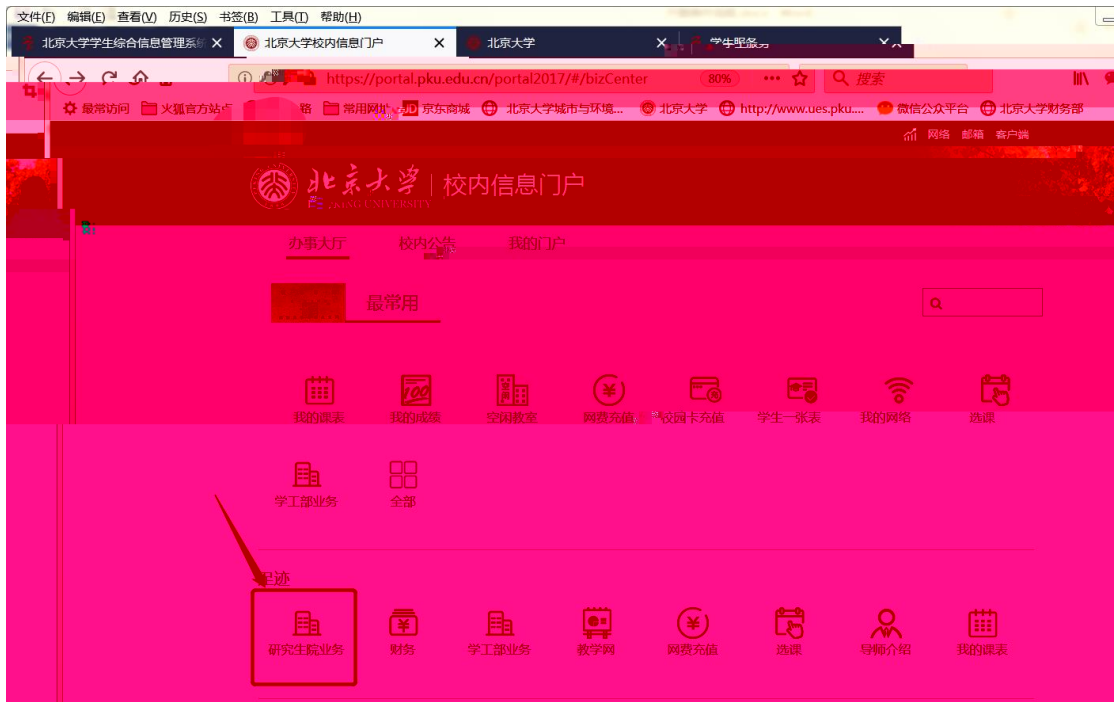 文件(F) 编辑(E) 查看(V) 历史(S) 书签(B) 工具(T) 帮助(H)
北京大学学生综合信息管理系统 北京大学校内信息门户 北京大学
https://portal.pku.edu.cn/portal2017/#/bizCenter 80% 搜索
最常访问 火狐官方站点 常用网址 京东商城 北京大学城市与环境... 北京大学 http://www.ues.pku.... 微信公众平台 北京大学财务部
网络 邮箱 客户端
北京大学 校内信息门户
UNIVERSITY
办事大厅 校内公告 我的门户
最常用
我的课表 我的成绩 空闲教室 网费充值 校园卡充值 学生一张表 我的网络 选课
学工部业务 全部
足迹
研究生院业务 财务 学工部业务 教学网 网费充值 选课 导师介绍 我的课表